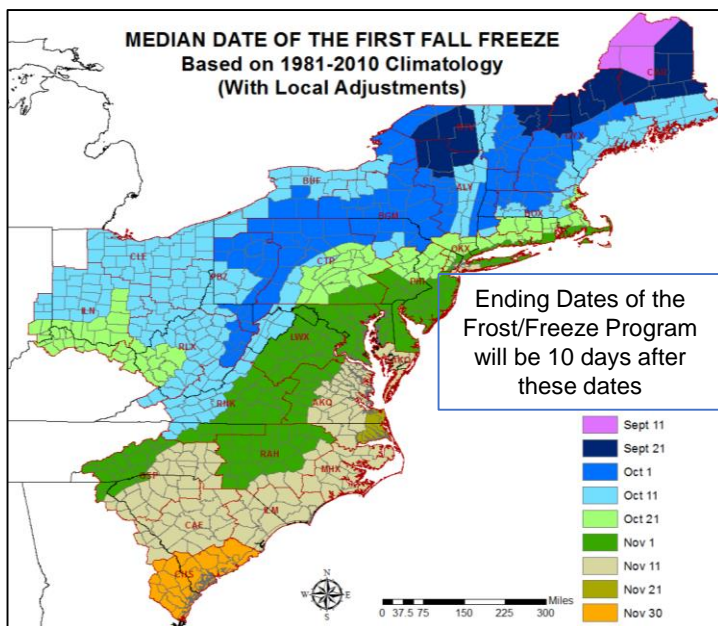 MEDIAN DATE OF THE FIRST FALL FREEZE
Based on 1981-2010 Climatology
(With Local Adjustments)
CAR
GYX
BUF
ALY
BGM
BOX
CLE
CTP
OKX
PBZ
PHI
ILN
LWX
RLX
AKQ
RNK
AKQ
RAH
GSP
MHX
ILM
CAE
CHS
Ending Dates of the
Frost/Freeze Program
will be 10 days after
these dates
Sept 11
Sept 21
Oct 1
Oct 11
Oct 21
Nov 1
Nov 11
Nov 21
Nov 30
N
W E
S
Miles
0 37.5 75 150 225 300